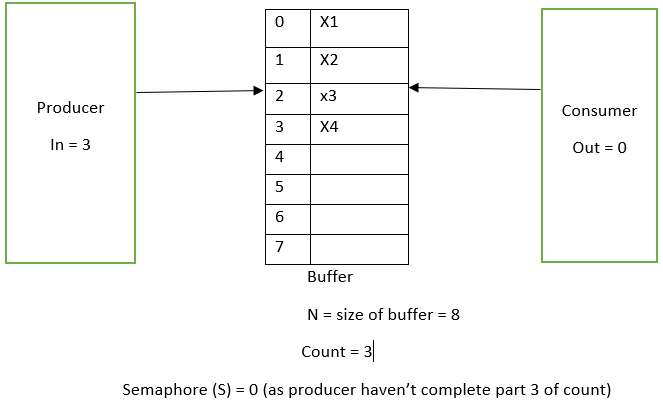 Producer
In = 3
0 X1
1 X2
2 x3
3 X4
4
5
6
7
Buffer
Consumer
Out = 0
N = size of buffer = 8
Count = 3
Semaphore (S) = 0 (as producer haven’t complete part 3 of count)